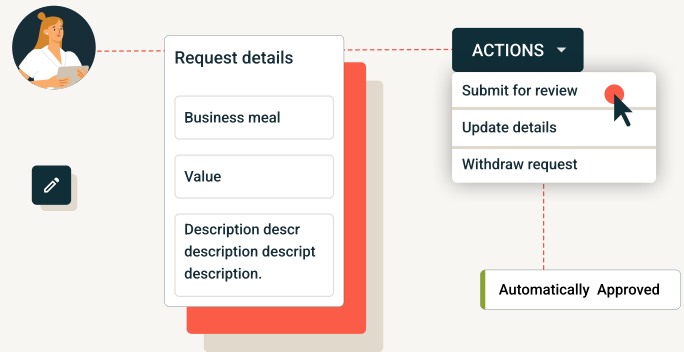 Request details
Business meal
Value
Description descr
description descript
description.
ACTIONS
Submit for review
Update details
Withdraw request
Automatically Approved